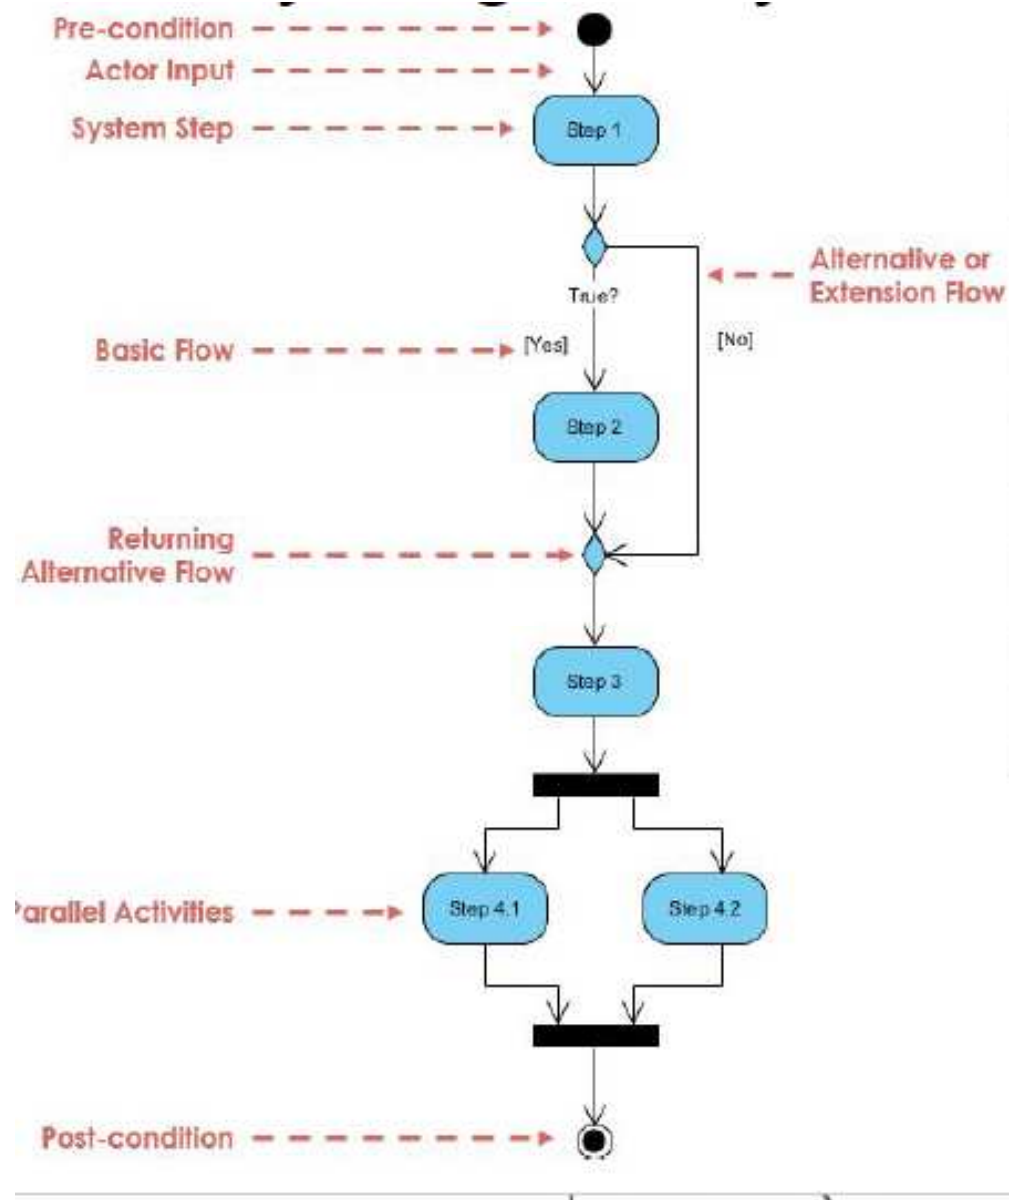 Pre-condition
Actor Input
System Step
Step 1
Alternative or
Extension Flow
True?
[No]
Basic Flow
[Yes]
Step 2
Returning
Alternative Flow
Step 3
Parallel Activities
Step 4.1
Step 4.2
Post-condition